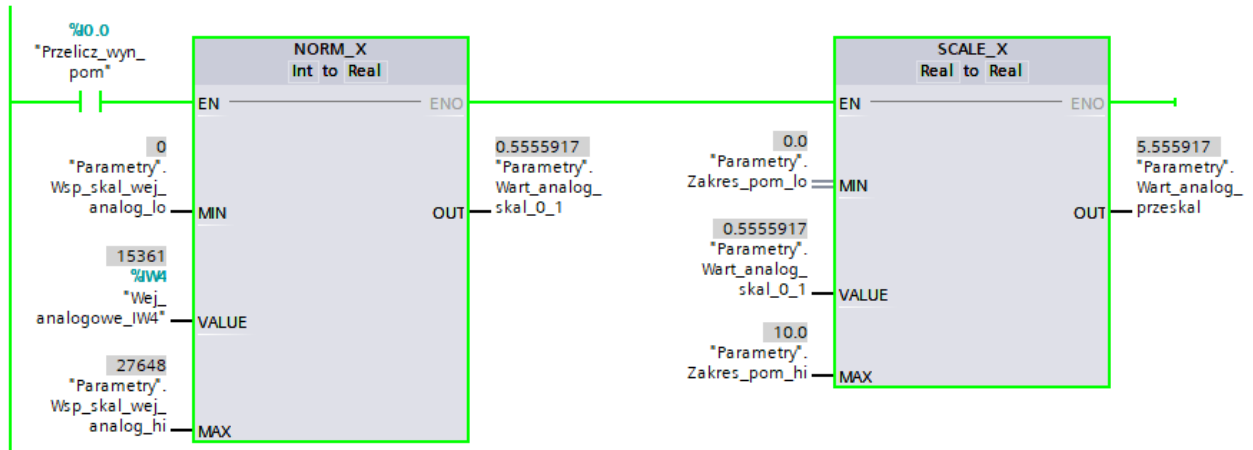 %I0.0
"Przelicz_wyn_
pom"
NORM_X
Int to Real
EN
ENO
0
"Parametry".
Wsp_skal_wej_
analog_lo
MIN
15361
%IW4
"Wej_
analogowe_IW4"
VALUE
27648
"Parametry".
Wsp_skal_wej_
analog_hi
MAX
0.5555917
"Parametry".
Wart_analog_
skal_0_1
OUT
SCALE_X
Real to Real
EN
ENO
0.0
"Parametry".
Zakres_pom_lo
MIN
0.5555917
"Parametry".
Wart_analog_
skal_0_1
VALUE
10.0
"Parametry".
Zakres_pom_hi
MAX
5.555917
"Parametry".
Wart_analog_
przeskal
OUT